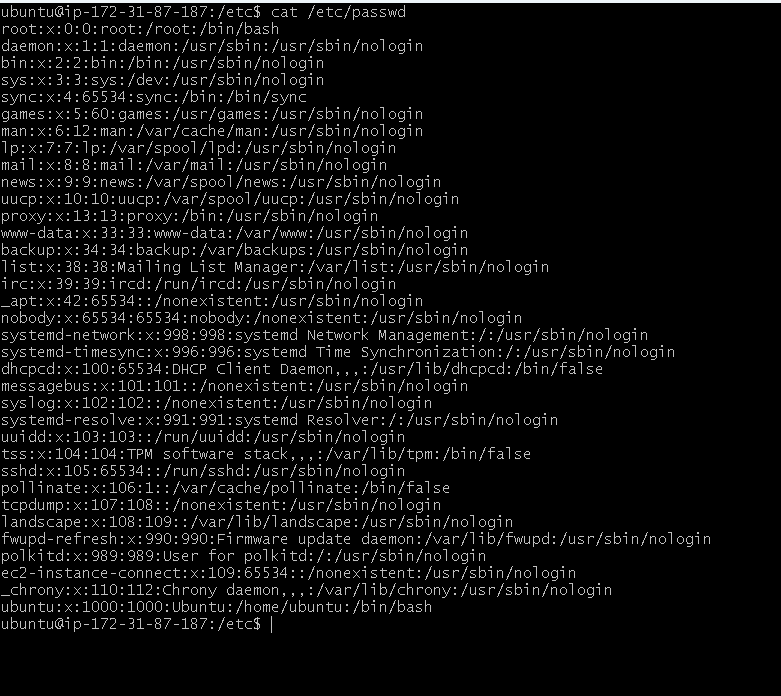 ubuntu@ip-172-31-87-187:/etc$ cat /etc/passwd
root:x:0:0:root:/root:/bin/bash
daemon:x:1:1:daemon:/usr/sbin:/usr/sbin/nologin
bin:x:2:2:bin:/bin:/usr/sbin/nologin
sys:x:3:3:sys:/dev:/usr/sbin/nologin
sync:x:4:65534:sync:/bin:/bin/sync
games:x:5:60:games:/usr/games:/usr/sbin/nologin
man:x:6:12:man:/var/cache/man:/usr/sbin/nologin
lp:x:7:7:lp:/var/spool/lpd:/usr/sbin/nologin
mail:x:8:8:mail:/var/mail:/usr/sbin/nologin
news:x:9:9:news:/var/spool/news:/usr/sbin/nologin
uucp:x:10:10:uucp:/var/spool/uucp:/usr/sbin/nologin
proxy:x:13:13:proxy:/bin:/usr/sbin/nologin
www-data:x:33:33:www-data:/var/www:/usr/sbin/nologin
backup:x:34:34:backup:/var/backups:/usr/sbin/nologin
list:x:38:38:Mailing List Manager:/var/list:/usr/sbin/nologin
irc:x:39:39:ircd:/run/ircd:/usr/sbin/nologin
_apt:x:42:65534::/nonexistent:/usr/sbin/nologin
nobody:x:65534:65534:nobody:/nonexistent:/usr/sbin/nologin
systemd-network:x:998:998:systemd Network Management:/:/usr/sbin/nologin
systemd-timesync:x:996:996:systemd Time Synchronization:/:/usr/sbin/nologin
dhcpcd:x:100:65534:DHCP Client Daemon,,,:/usr/lib/dhcpcd:/bin/false
messagebus:x:101:101::/nonexistent:/usr/sbin/nologin
syslog:x:102:102::/nonexistent:/usr/sbin/nologin
systemd-resolve:x:991:991:systemd Resolver:/:/usr/sbin/nologin
uuidd:x:103:103::/run/uuidd:/usr/sbin/nologin
tss:x:104:104:TPM software stack,,,:/var/lib/tpm:/bin/false
sshd:x:105:65534::/run/sshd:/usr/sbin/nologin
pollinate:x:106:1::/var/cache/pollinate:/bin/false
tcpdump:x:107:108::/nonexistent:/usr/sbin/nologin
landscape:x:108:109::/var/lib/landscape:/usr/sbin/nologin
fwupd-refresh:x:990:990:Firmware update daemon:/var/lib/fwupd:/usr/sbin/nologin
polkitd:x:989:989:User for polkitd:/:/usr/sbin/nologin
ec2-instance-connect:x:109:65534::/nonexistent:/usr/sbin/nologin
_chrony:x:110:112:Chrony daemon,,,:/var/lib/chrony:/usr/sbin/nologin
ubuntu:x:1000:1000:Ubuntu:/home/ubuntu:/bin/bash
ubuntu@ip-172-31-87-187:/etc$